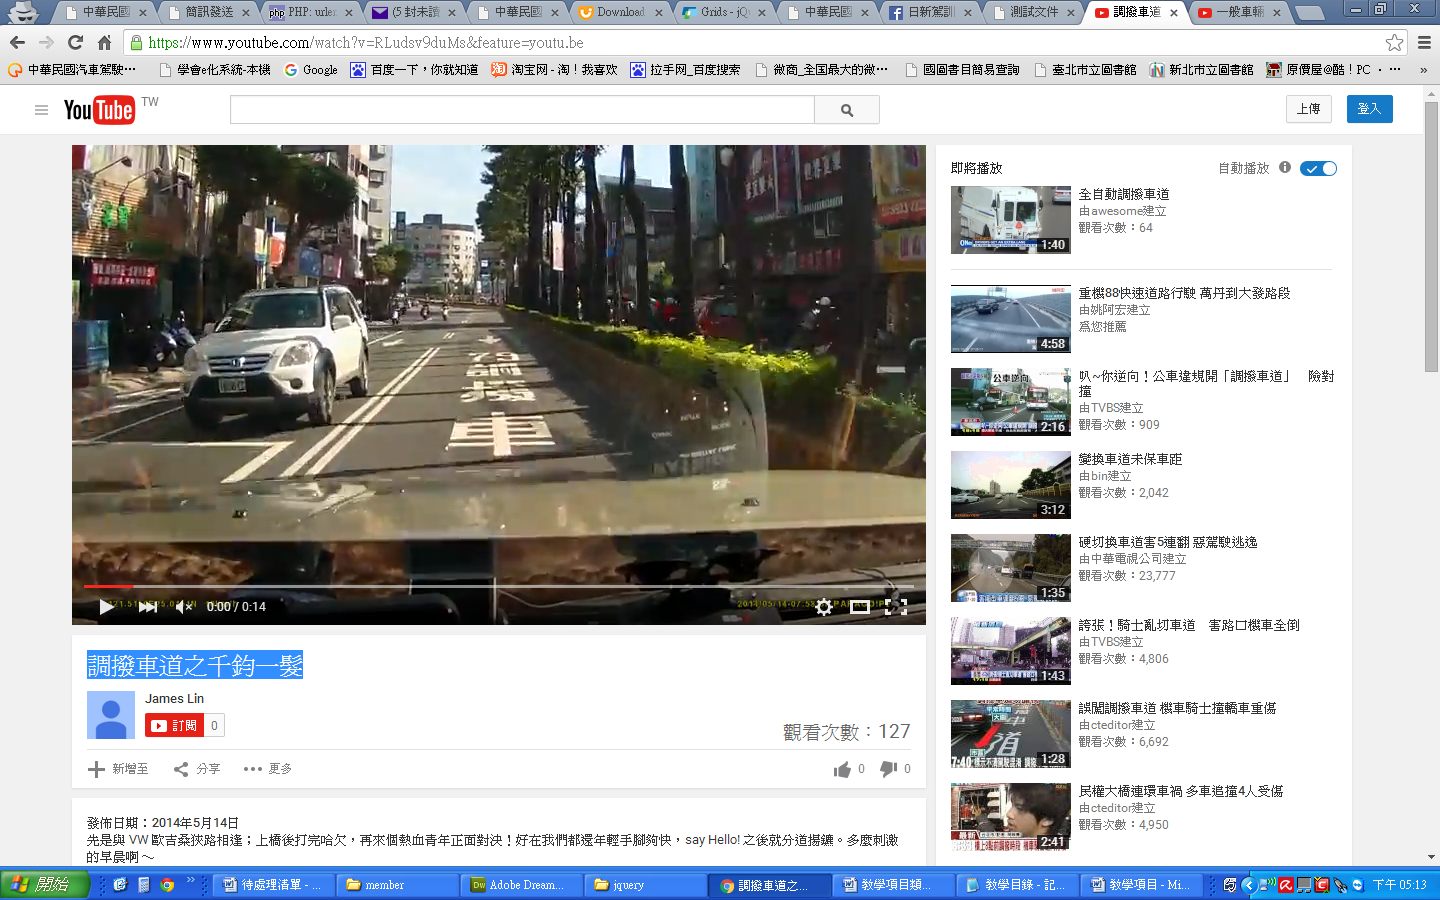 中華民國
簡訊發送
PHP: urler
(5 封未讀
中華民國
Download
Grids - jQ
中華民國
日新駕訓
測試文件
調撥車道
一般車輛
https://www.youtube.com/watch?v=RLudsv9duMs&feature=youtu.be
中華民國汽車駕駛…
學會e化系統-本機
Google
百度一下，你就知道
淘宝网 - 淘！我喜欢
拉手网_百度搜索
微商_全国最大的微…
國圖書目簡易查詢
臺北市立圖書館
新北市立圖書館
原價屋@酷！PC ‧ …
»
YouTube TW
上傳
登入
調撥車
0:00 / 0:14
調撥車道之千鈞一髮
James Lin
訂閱 0
觀看次數：127
新增至
分享
更多
0
0
發佈日期：2014年5月14日
先是與 VW 歐吉桑狹路相逢；上橋後打完哈欠，再來個熱血青年正面對決！好在我們都還年輕手腳夠快，say Hello! 之後就分道揚鑣。多麼刺激
的早晨啊～
即將播放
自動播放
全自動調撥車道
由awesome建立
觀看次數：64
1:40
重機88快速道路行駛 萬丹到大發路段
由姚阿宏建立
為您推薦
4:58
叭~你逆向！公車違規開「調撥車道」 險對
撞
由TVBS建立
觀看次數：909
公車逆向
2:16
變換車道未保車距
由bin建立
觀看次數：2,042
3:12
硬切換車道害5連翻 惡駕駛逃逸
由中華電視公司建立
觀看次數：23,777
1:35
誇張！騎士亂切車道 害路口機車全倒
由TVBS建立
觀看次數：4,806
1:43
誤闖調撥車道 機車騎士撞轎車重傷
由cteditor建立
觀看次數：6,692
道
7:40
1:28
民權大橋連環車禍 多車追撞4人受傷
由cteditor建立
觀看次數：4,950
最新
2:41
開始
»
待處理清單 - ...
member
Adobe Dream...
jquery
調撥車道之...
教學項目類...
教學目錄 - 記...
教學項目 - Mi...
下午 05:13